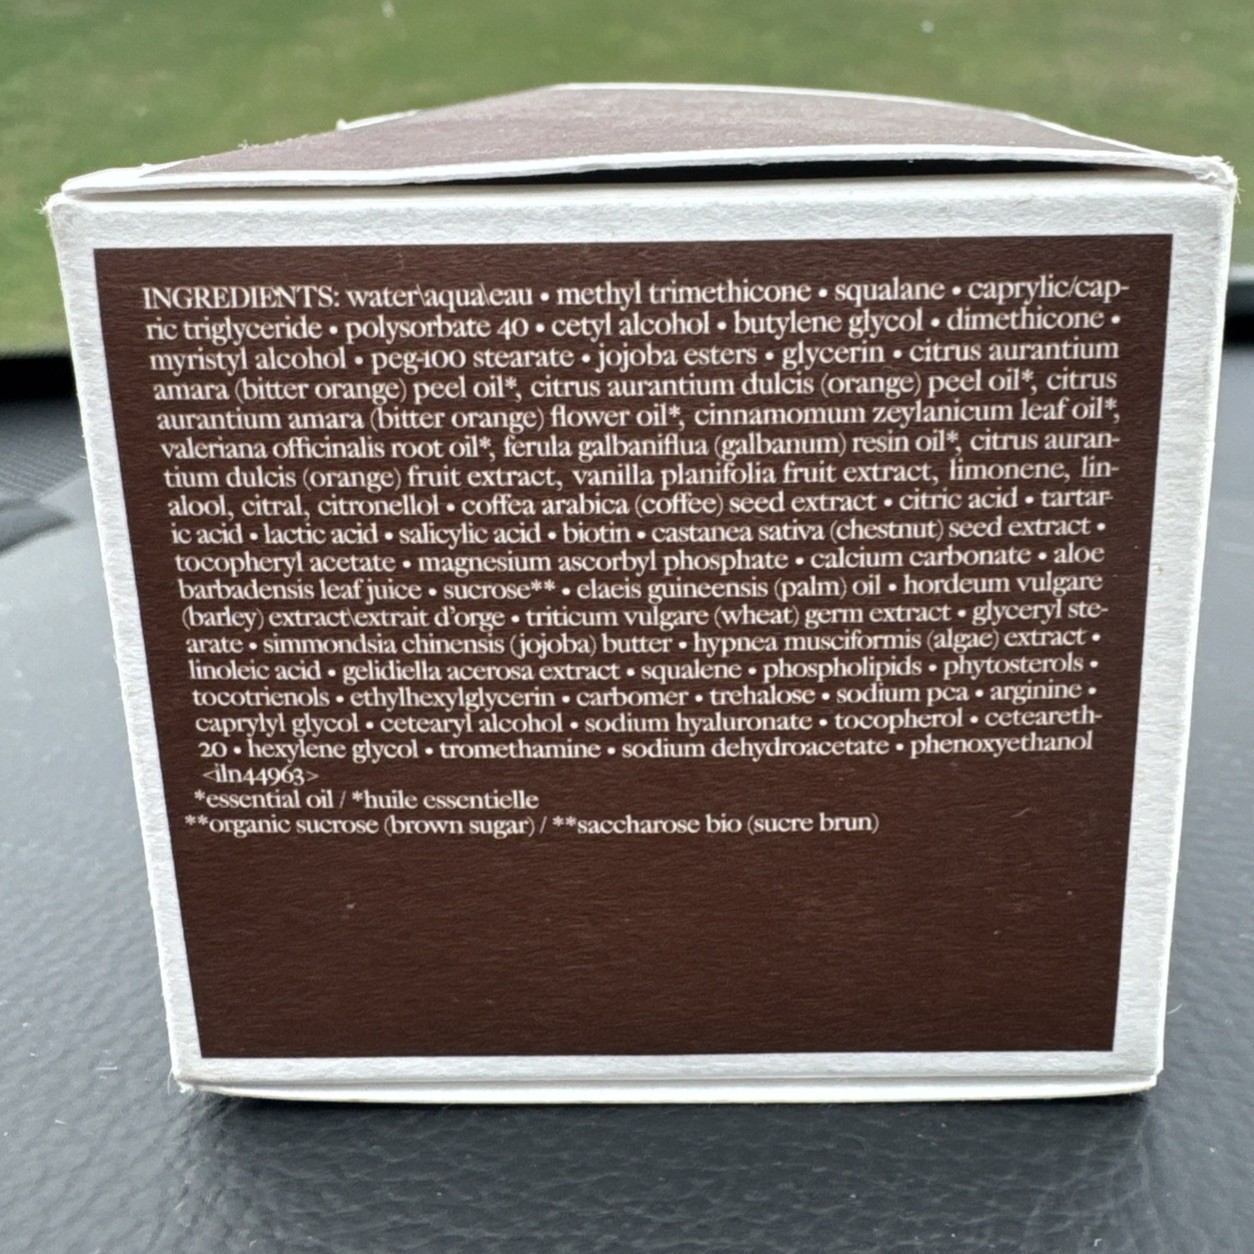 INGREDIENTS: water\aqua\eau • methyl trimethicone • squalane • caprylic/cap-
ric triglyceride • polysorbate 40 • cetyl alcohol • butylene glycol • dimethicone •
myristyl alcohol • peg-100 stearate • jojoba esters • glycerin • citrus aurantium
amara (bitter orange) peel oil*, citrus aurantium dulcis (orange) peel oil*, citrus
aurantium amara (bitter orange) flower oil*, cinnamomum zeylanicum leaf oil*,
valeriana officinalis root oil*, ferula galbaniflua (galbanum) resin oil*, citrus auran-
tium dulcis (orange) fruit extract, vanilla planifolia fruit extract, limonene, lin-
alool, citral, citronellol • coffea arabica (coffee) seed extract • citric acid • tartar-
ic acid • lactic acid • salicylic acid • biotin • castanea sativa (chestnut) seed extract •
tocopheryl acetate • magnesium ascorbyl phosphate • calcium carbonate • aloe
barbadensis leaf juice • sucrose** • elaeis guineensis (palm) oil • hordeum vulgare
(barley) extract\extrait d'orge • triticum vulgare (wheat) germ extract • glyceryl ste-
arate • simmondsia chinensis (jojoba) butter • hypnea musciformis (algae) extract •
linoleic acid • gelidiella acerosa extract • squalene • phospholipids • phytosterols •
tocotrienols • ethylhexylglycerin • carbomer • trehalose • sodium pca • arginine •
caprylyl glycol • cetearyl alcohol • sodium hyaluronate • tocopherol • ceteareth-
20 • hexylene glycol • tromethamine • sodium dehydroacetate • phenoxyethanol
<iln44963>
*essential oil / *huile essentielle
**organic sucrose (brown sugar) / **saccharose bio (sucre brun)